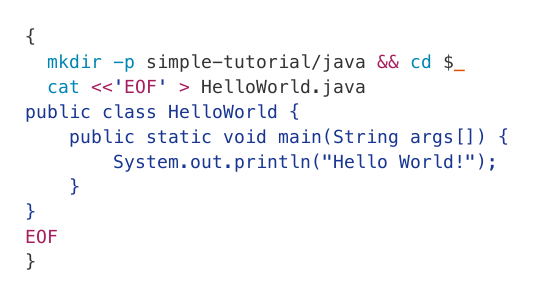 {
  mkdir -p simple-tutorial/java && cd $_
  cat <<'EOF' > HelloWorld.java
public class HelloWorld {
    public static void main(String args[]) {
        System.out.println("Hello World!");
    }
}
EOF
}